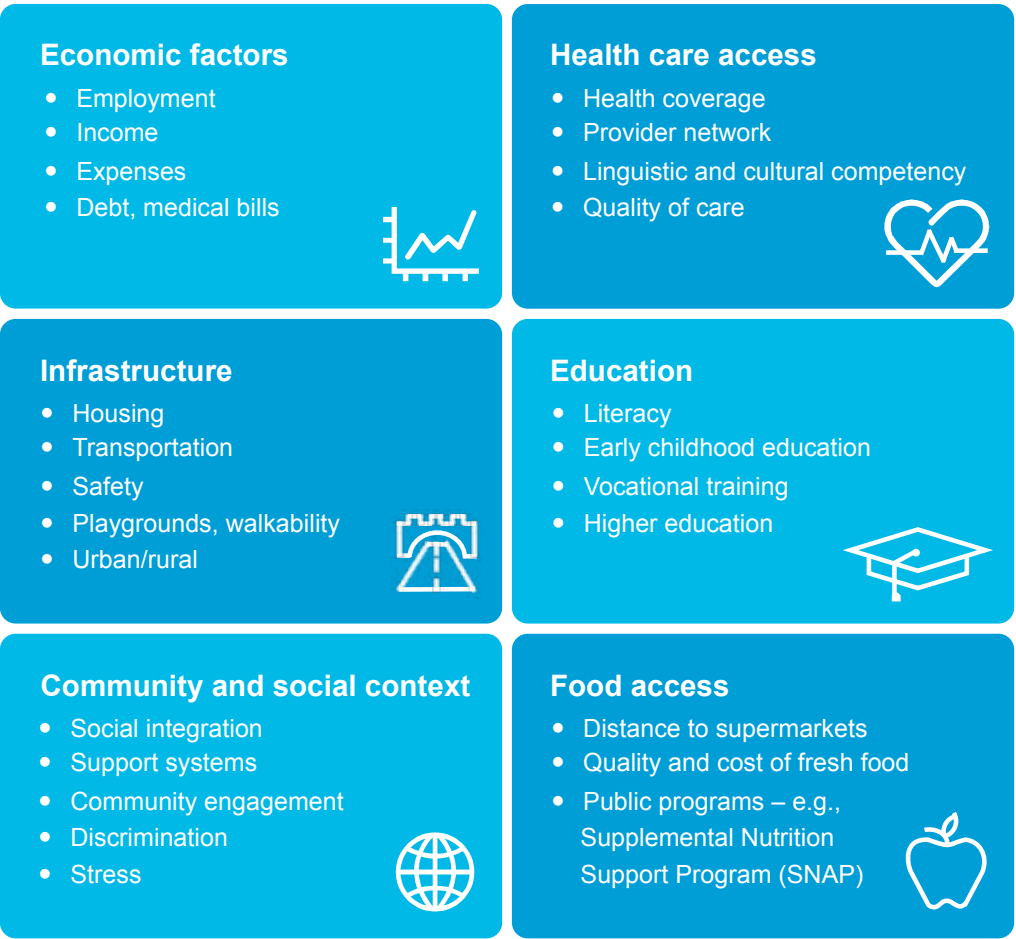 Economic factors
• Employment
• Income
• Expenses
• Debt, medical bills
Health care access
• Health coverage
• Provider network
• Linguistic and cultural competency
• Quality of care
Infrastructure
• Housing
• Transportation
• Safety
• Playgrounds, walkability
• Urban/rural
Education
• Literacy
• Early childhood education
• Vocational training
• Higher education
Community and social context
• Social integration
• Support systems
• Community engagement
• Discrimination
• Stress
Food access
• Distance to supermarkets
• Quality and cost of fresh food
• Public programs – e.g.,
Supplemental Nutrition
Support Program (SNAP)